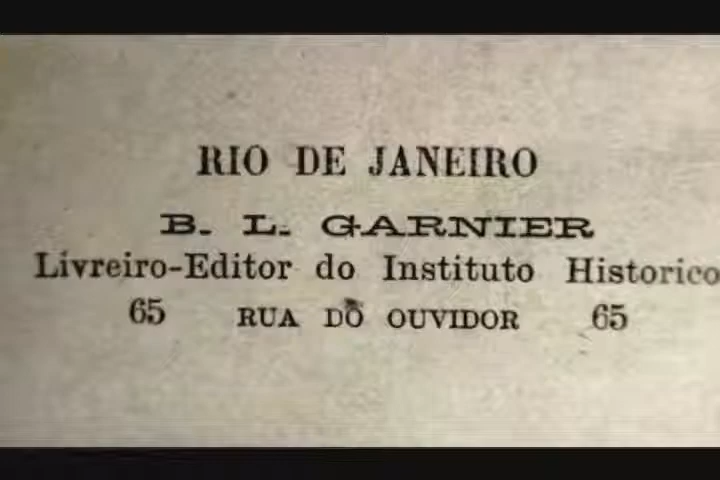 RIO DE JANEIRO
B. L. GARNIER
Livreiro-Editor do Instituto Historico
65 RUA DO OUVIDOR 65